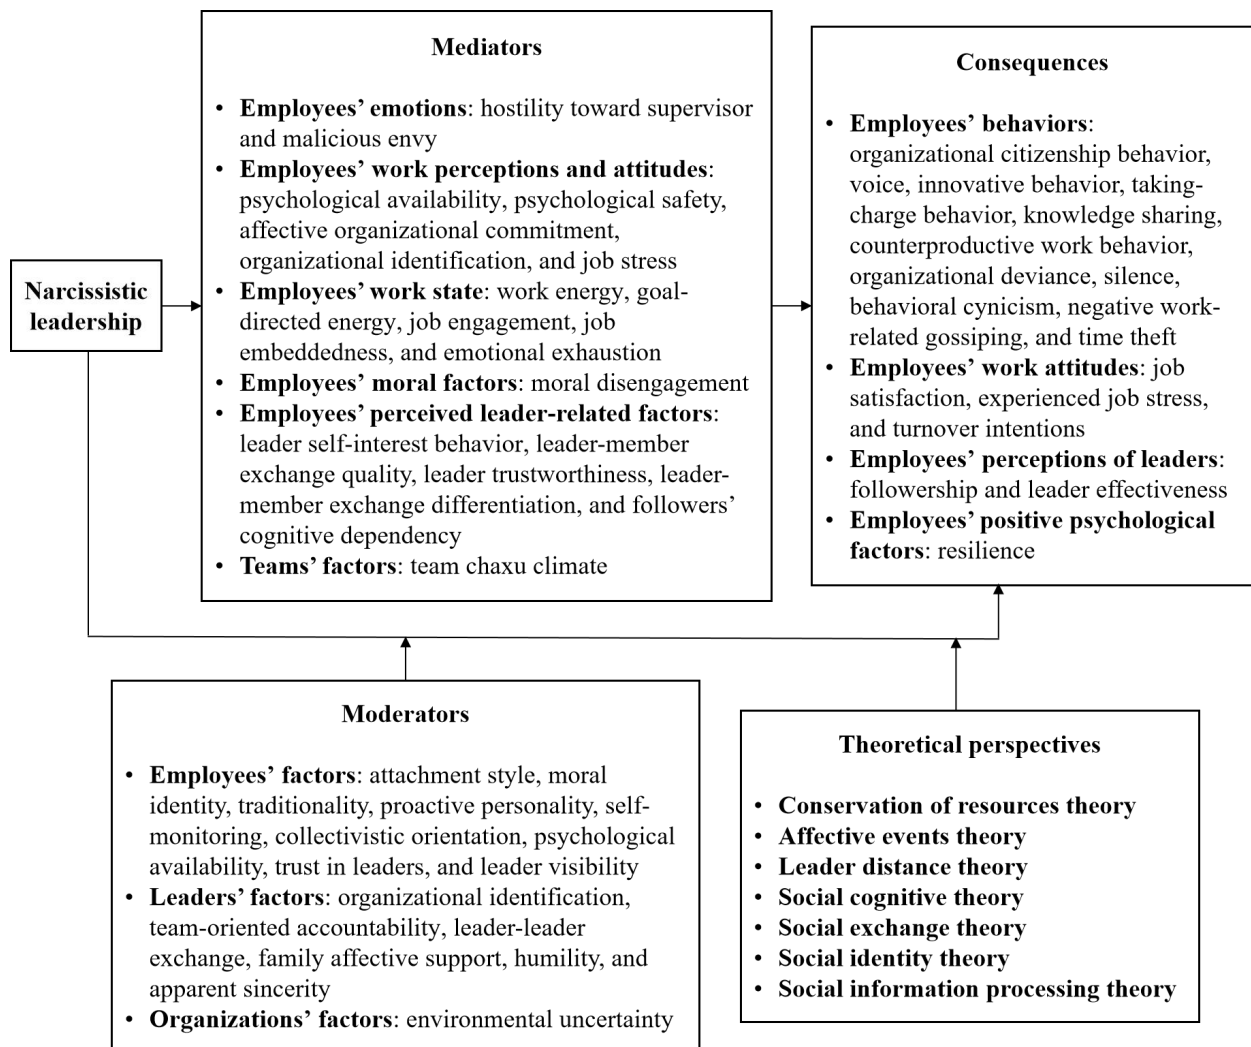 Narcissistic
leadership
Mediators
• Employees’ emotions: hostility toward supervisor
and malicious envy
• Employees’ work perceptions and attitudes:
psychological availability, psychological safety,
affective organizational commitment,
organizational identification, and job stress
• Employees’ work state: work energy, goal-
directed energy, job engagement, job
embeddedness, and emotional exhaustion
• Employees’ moral factors: moral disengagement
• Employees’ perceived leader-related factors:
leader self-interest behavior, leader-member
exchange quality, leader trustworthiness, leader-
member exchange differentiation, and followers’
cognitive dependency
• Teams’ factors: team chaxu climate
Consequences
• Employees’ behaviors:
organizational citizenship behavior,
voice, innovative behavior, taking-
charge behavior, knowledge sharing,
counterproductive work behavior,
organizational deviance, silence,
behavioral cynicism, negative work-
related gossiping, and time theft
• Employees’ work attitudes: job
satisfaction, experienced job stress,
and turnover intentions
• Employees’ perceptions of leaders:
followership and leader effectiveness
• Employees’ positive psychological
factors: resilience
Moderators
• Employees’ factors: attachment style, moral
identity, traditionality, proactive personality, self-
monitoring, collectivistic orientation, psychological
availability, trust in leaders, and leader visibility
• Leaders’ factors: organizational identification,
team-oriented accountability, leader-leader
exchange, family affective support, humility, and
apparent sincerity
• Organizations’ factors: environmental uncertainty
Theoretical perspectives
• Conservation of resources theory
• Affective events theory
• Leader distance theory
• Social cognitive theory
• Social exchange theory
• Social identity theory
• Social information processing theory